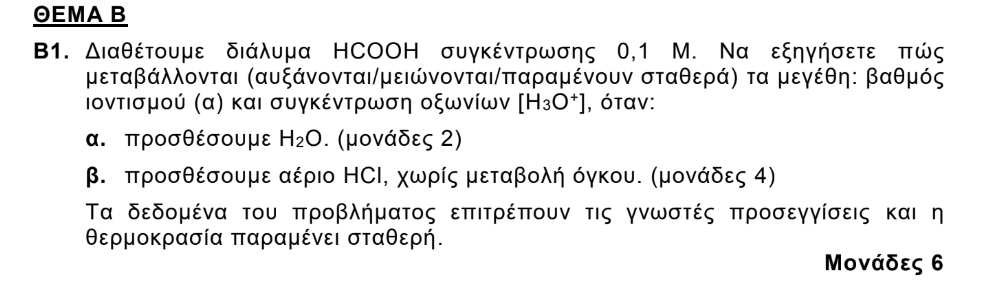 ΘΕΜΑ Β
Β1. Διαθέτουμε διάλυμα HCOOH συγκέντρωσης 0,1 Μ. Να εξηγήσετε πώς
μεταβάλλονται (αυξάνονται/μειώνονται/παραμένουν σταθερά) τα μεγέθη: βαθμός
ιοντισμού (α) και συγκέντρωση οξωνίων [H₃O⁺], όταν:
α. προσθέσουμε H₂O. (μονάδες 2)
β. προσθέσουμε αέριο HCl, χωρίς μεταβολή όγκου. (μονάδες 4)
Τα δεδομένα του προβλήματος επιτρέπουν τις γνωστές προσεγγίσεις και η
θερμοκρασία παραμένει σταθερή.
Μονάδες 6